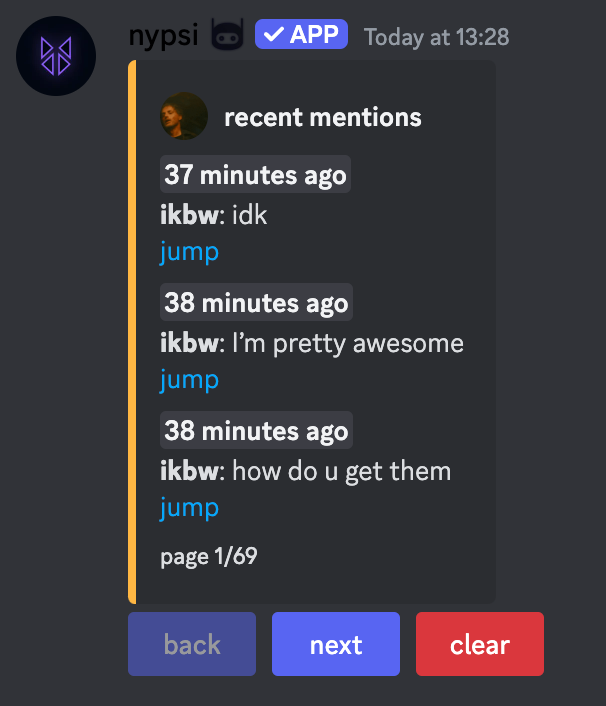 nypsi APP Today at 13:28
recent mentions
37 minutes ago
ikbw: idk
jump
38 minutes ago
ikbw: I’m pretty awesome
jump
38 minutes ago
ikbw: how do u get them
jump
page 1/69
back next clear